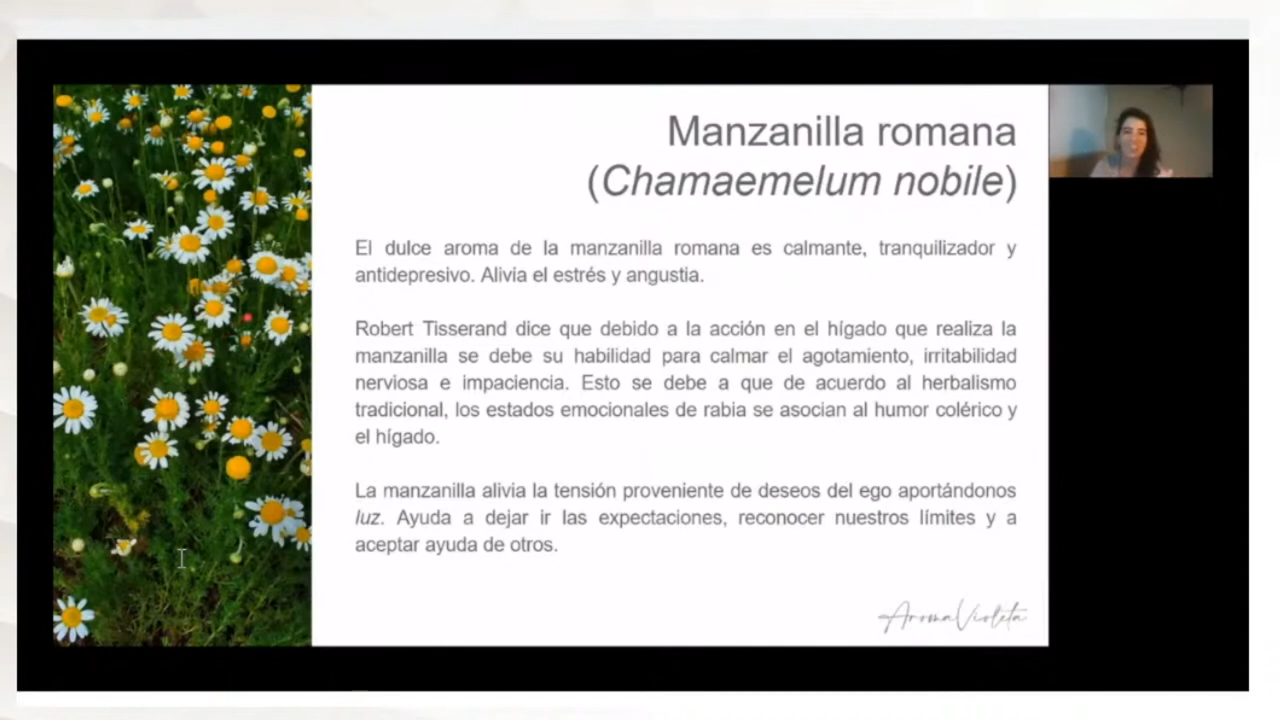 Manzanilla romana
(Chamaemelum nobile)
El dulce aroma de la manzanilla romana es calmante, tranquilizador y
antidepresivo. Alivia el estrés y angustia.
Robert Tisserand dice que debido a la acción en el hígado que realiza la
manzanilla se debe su habilidad para calmar el agotamiento, irritabilidad
nerviosa e impaciencia. Esto se debe a que de acuerdo al herbalismo
tradicional, los estados emocionales de rabia se asocian al humor colérico y
el hígado.
La manzanilla alivia la tensión proveniente de deseos del ego aportándonos
luz. Ayuda a dejar ir las expectaciones, reconocer nuestros límites y a
aceptar ayuda de otros.
AromaVioleta